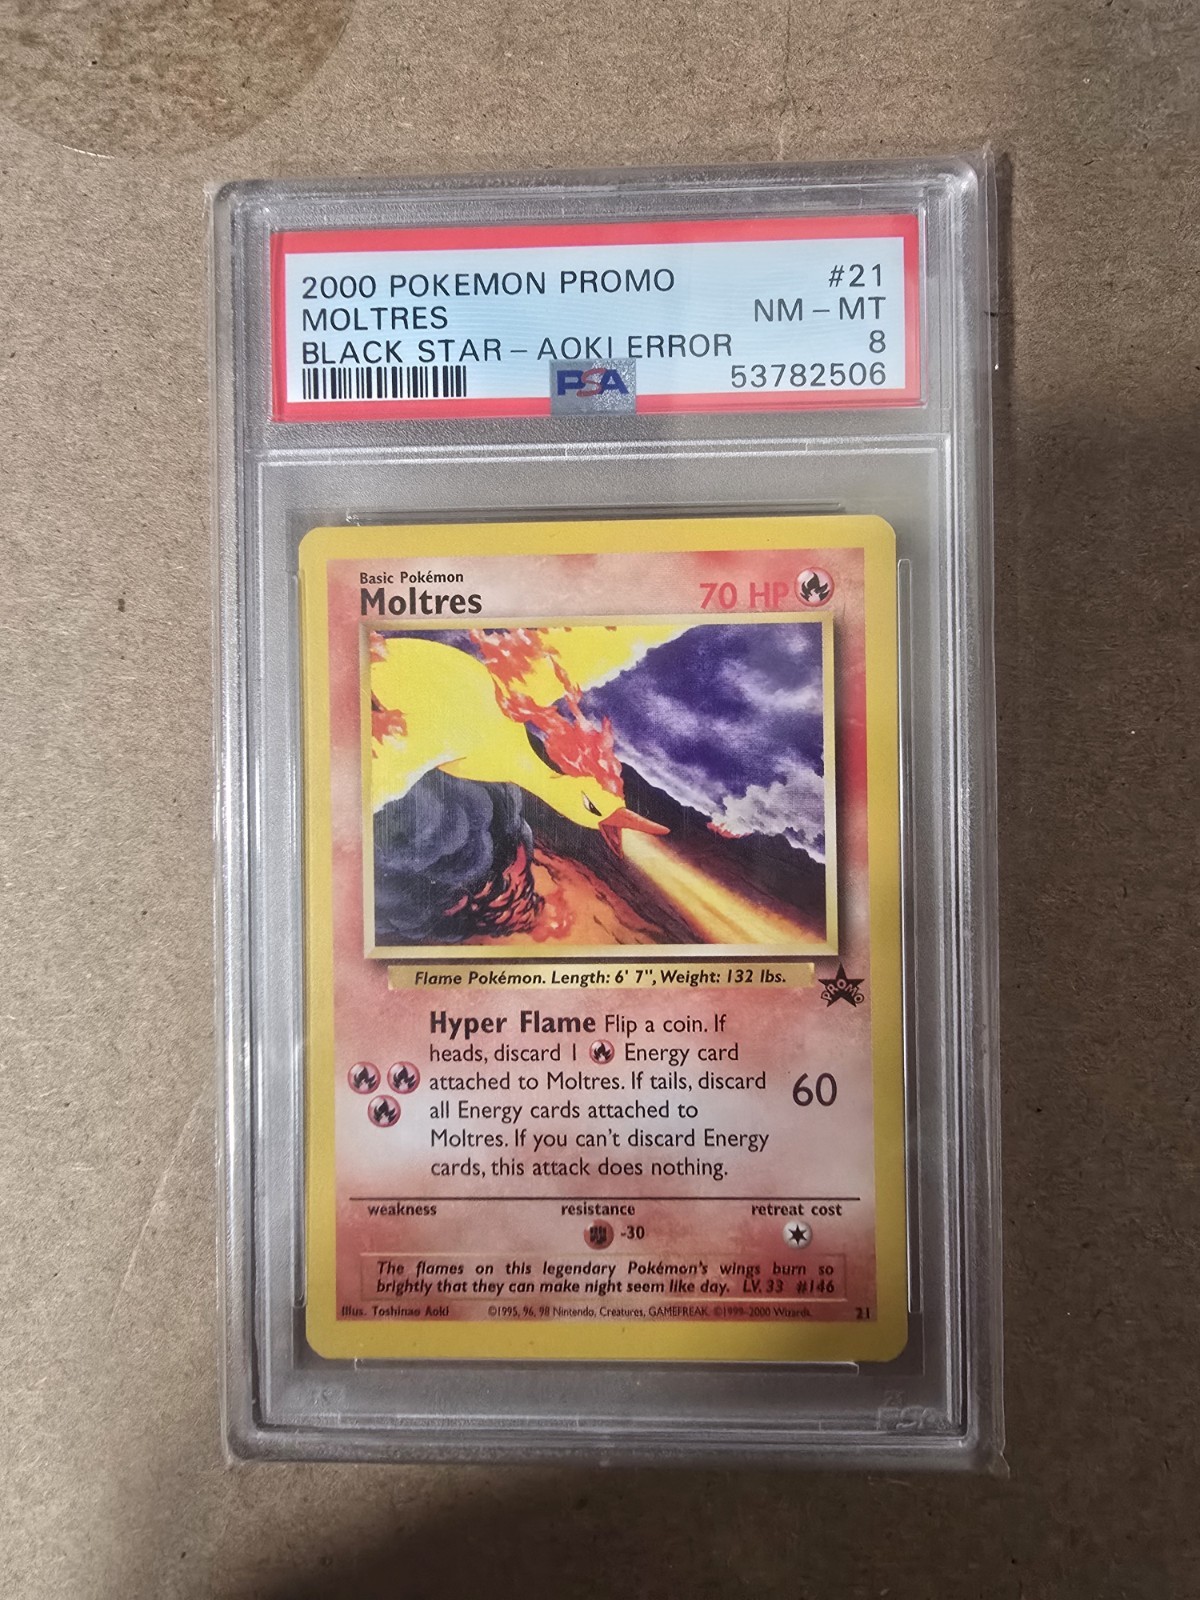 2000 POKEMON PROMO #21
MOLTRES NM - MT
BLACK STAR - AOKI ERROR 8
PSA 53782506
Basic Pokémon
Moltres 70 HP
Flame Pokémon. Length: 6' 7", Weight: 132 lbs.
PROMO
Hyper Flame Flip a coin. If
heads, discard 1 Energy card
attached to Moltres. If tails, discard
all Energy cards attached to
Moltres. If you can't discard Energy
cards, this attack does nothing.
60
weakness resistance retreat cost
-30
The flames on this legendary Pokémon's wings burn so
brightly that they can make night seem like day. LV. 33 #146
Illus. Toshinao Aoki ©1995, 96, 98 Nintendo, Creatures, GAMEFREAK. ©1999-2000 Wizards. 21
PSA